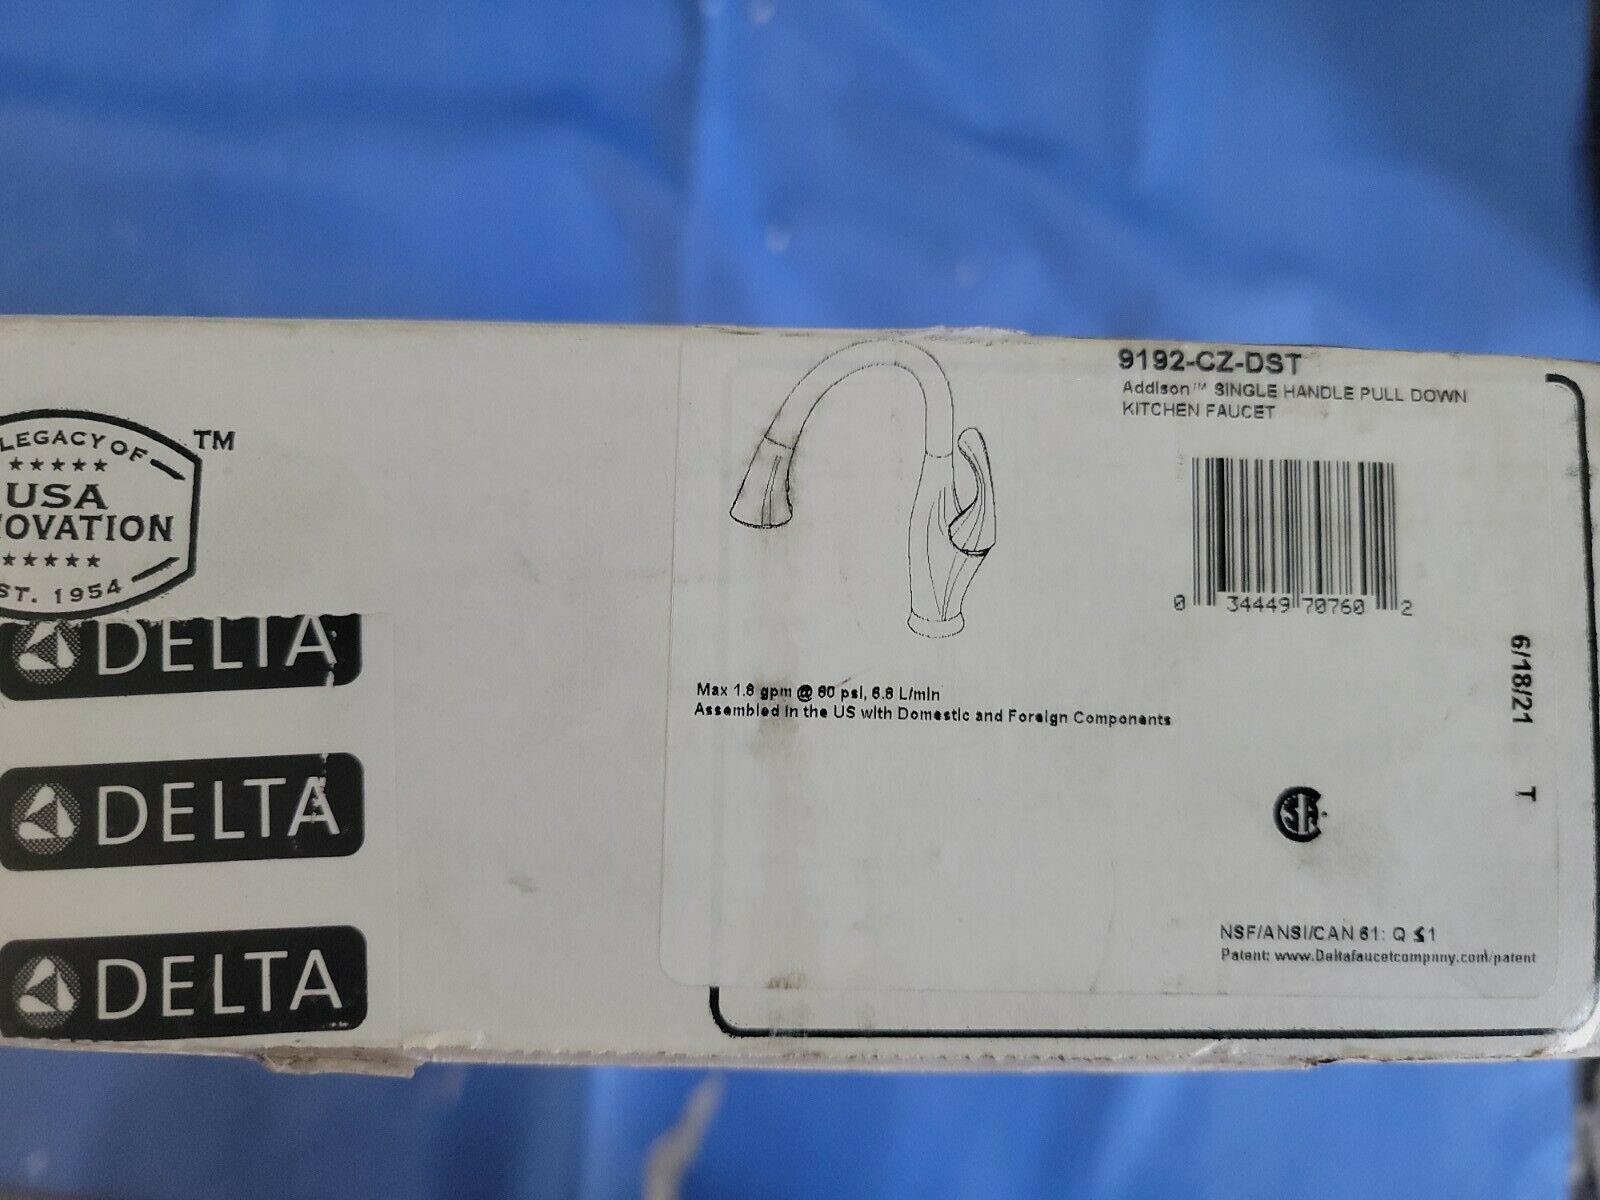 LEGACY OF
USA
OVATION
ST. 1954
TM
DELTA
DELTA
DELTA
9192-CZ-DST
Addison™ SINGLE HANDLE PULL DOWN
KITCHEN FAUCET
0 34449 70760 2
Max 1.8 gpm @ 60 psi, 6.8 L/min
Assembled in the US with Domestic and Foreign Components
6/18/21 T
NSF/ANSI/CAN 61: Q ≤1
Patent: www.Deltafaucetcompany.com/patent